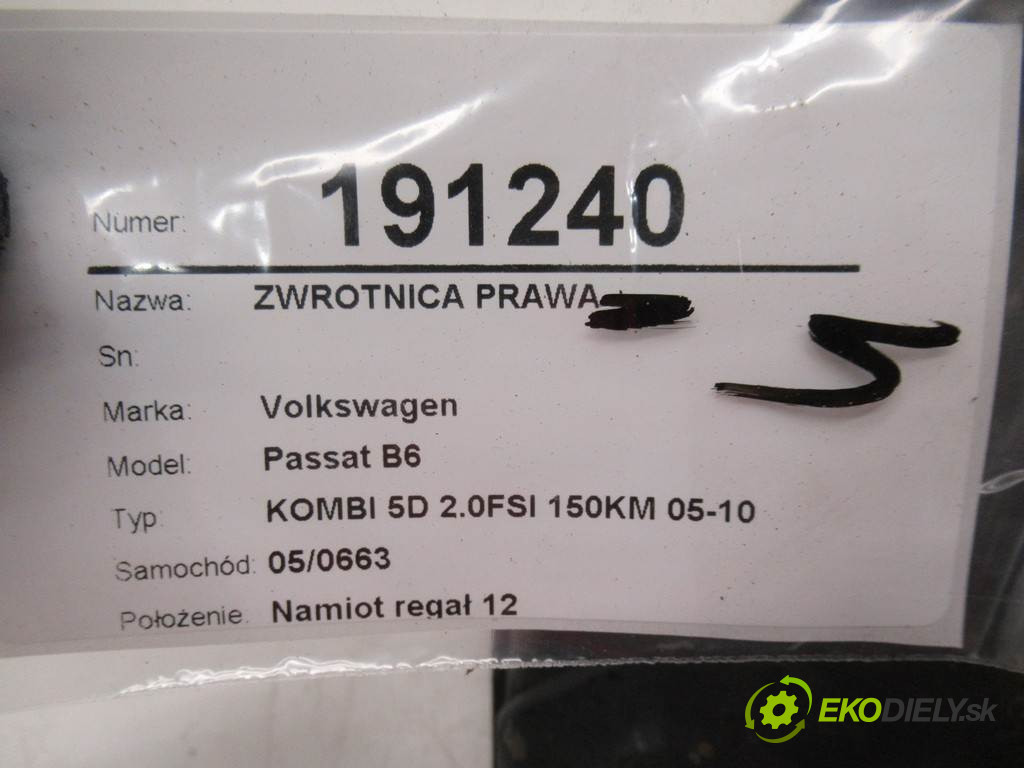 Numer: 191240
Nazwa: ZWROTNICA PRAWA
Sn:
Marka: Volkswagen
Model: Passat B6
Typ: KOMBI 5D 2.0FSI 150KM 05-10
Samochód: 05/0663
Położenie. Namiot regał 12
EKODIELY.sk